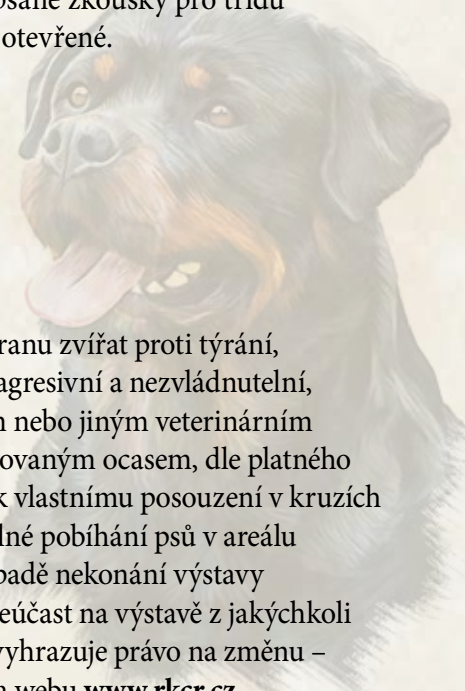 psané zkoušky pro třídu
otevřené.
ranu zvířat proti týrání,
agresivní a nezvládnutelní,
n nebo jiným veterinárním
ovaným ocasem, dle platného
k vlastnímu posouzení v kruzích
lné pobíhání psů v areálu
padě nekonání výstavy
eúčast na výstavě z jakýchkoli
vyhrazuje právo na změnu –
a webu www.rkcr.cz